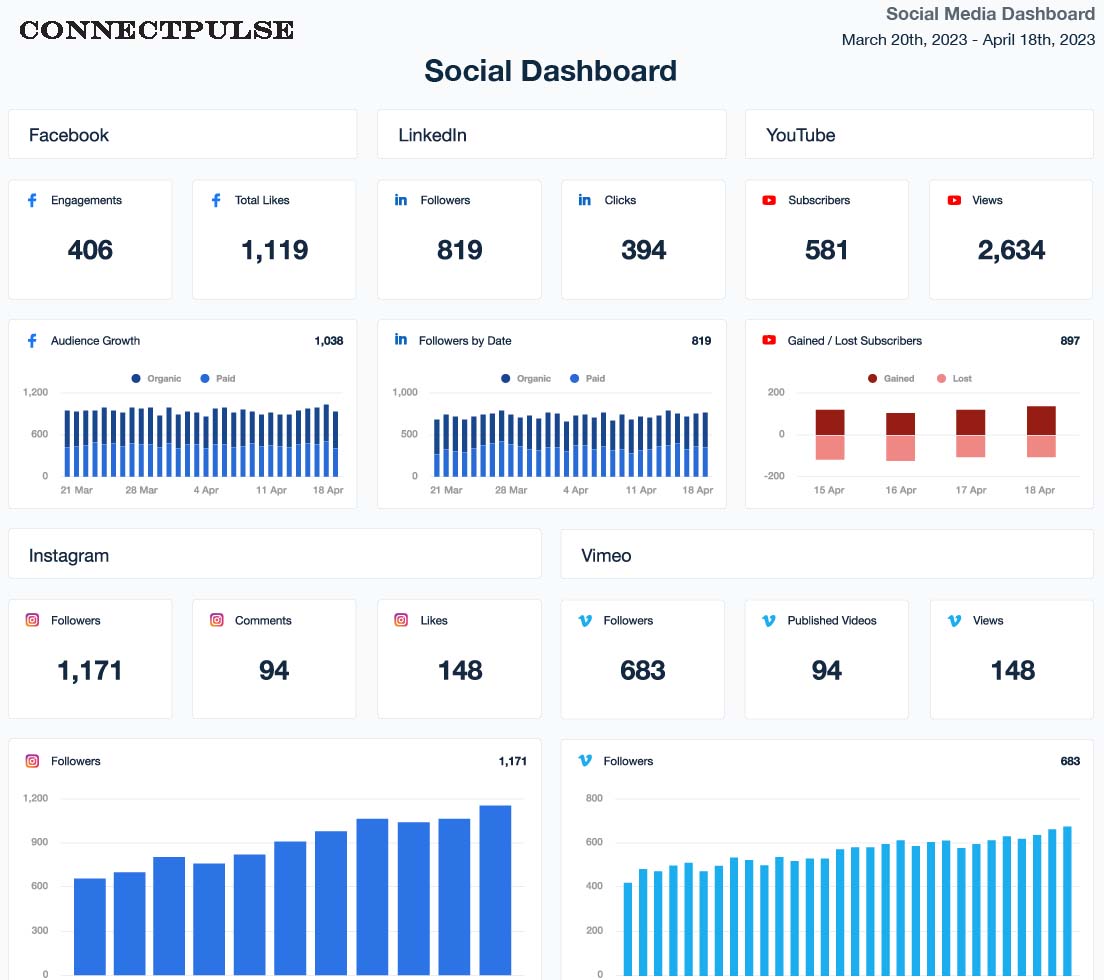 CONNECTPULSE
Social Media Dashboard
March 20th, 2023 - April 18th, 2023
Social Dashboard
Facebook
LinkedIn
YouTube
Engagements
406
Total Likes
1,119
Followers
819
Clicks
394
Subscribers
581
Views
2,634
Audience Growth 1,038
Organic Paid
1,200
600
0
21 Mar 28 Mar 4 Apr 11 Apr 18 Apr
Followers by Date 819
Organic Paid
1,000
500
0
21 Mar 28 Mar 4 Apr 11 Apr 18 Apr
Gained / Lost Subscribers 897
Gained Lost
200
0
-200
15 Apr 16 Apr 17 Apr 18 Apr
Instagram
Vimeo
Followers
1,171
Comments
94
Likes
148
Followers
683
Published Videos
94
Views
148
Followers 1,171
1,200
900
600
300
0
Followers 683
800
600
400
200
0